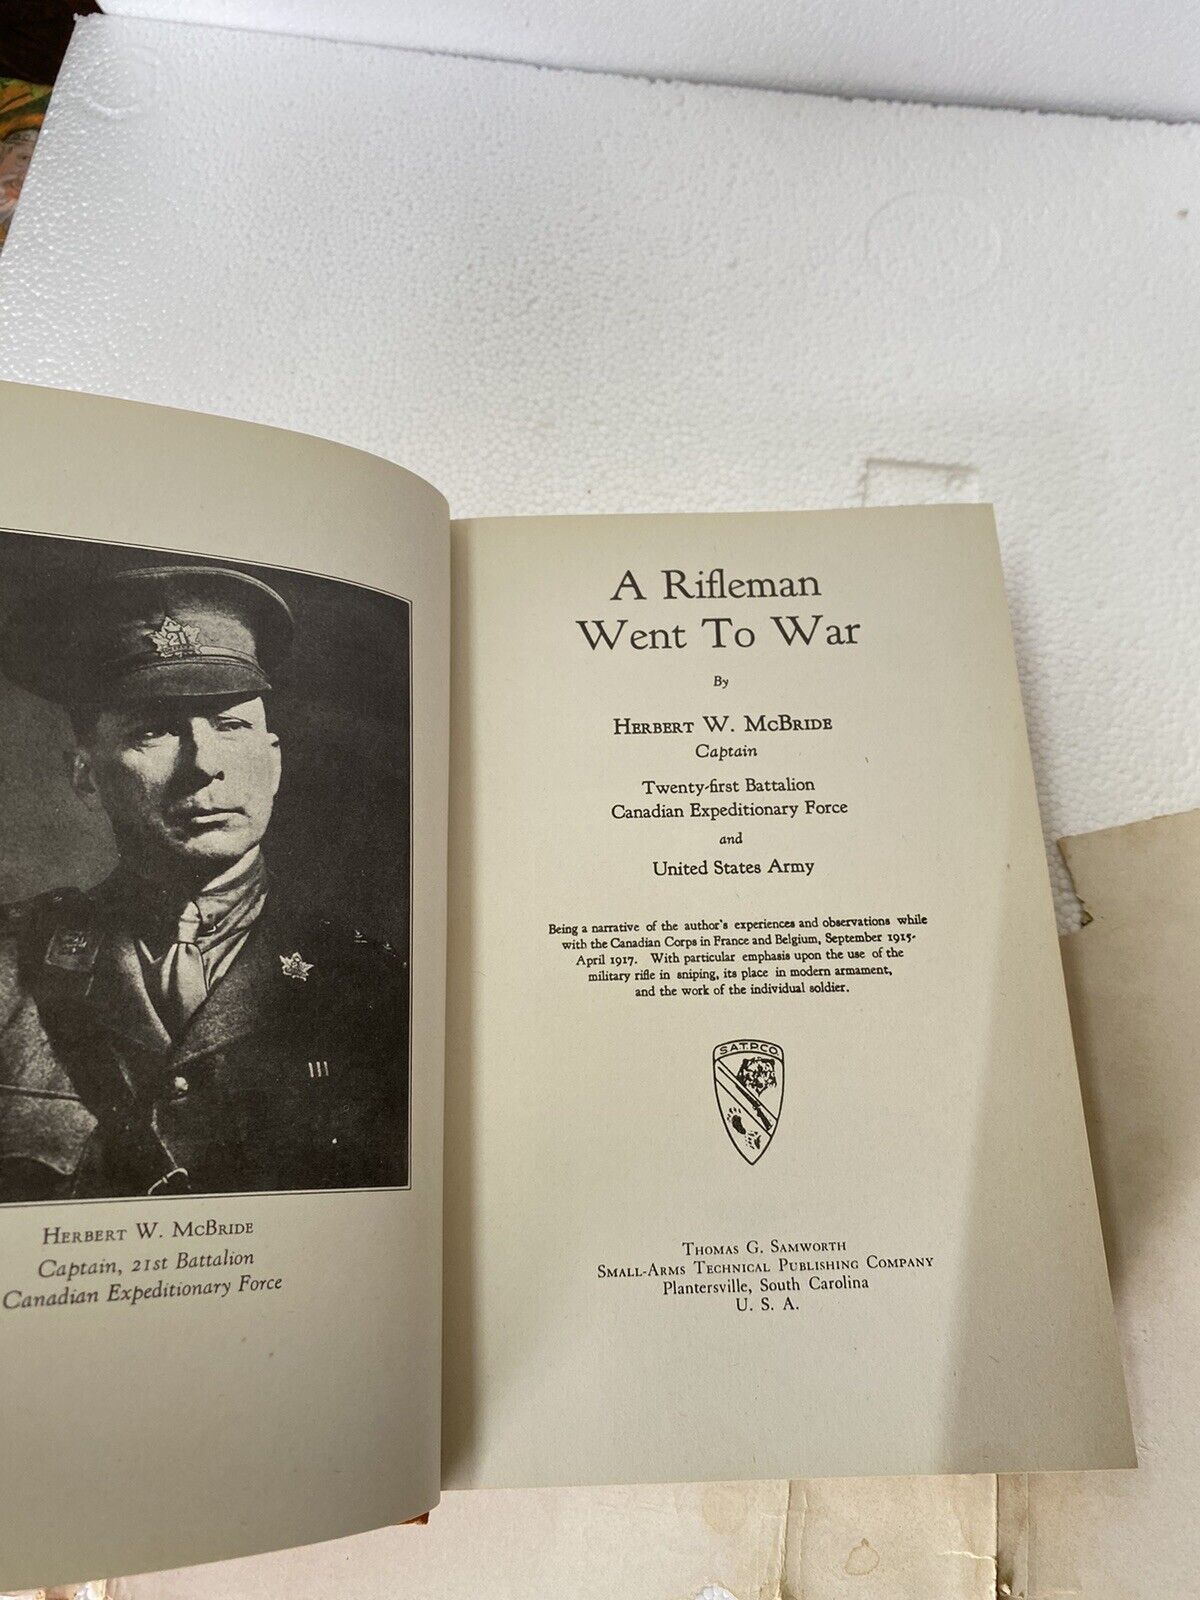 21
HERBERT W. MCBRIDE
Captain, 21st Battalion
Canadian Expeditionary Force
A Rifleman
Went To War
By
HERBERT W. MCBRIDE
Captain
Twenty-first Battalion
Canadian Expeditionary Force
and
United States Army
Being a narrative of the author's experiences and observations while
with the Canadian Corps in France and Belgium, September 1915-
April 1917. With particular emphasis upon the use of the
military rifle in sniping, its place in modern armament,
and the work of the individual soldier.
S.A.T.P.CO
THOMAS G. SAMWORTH
SMALL-ARMS TECHNICAL PUBLISHING COMPANY
Plantersville, South Carolina
U. S. A.